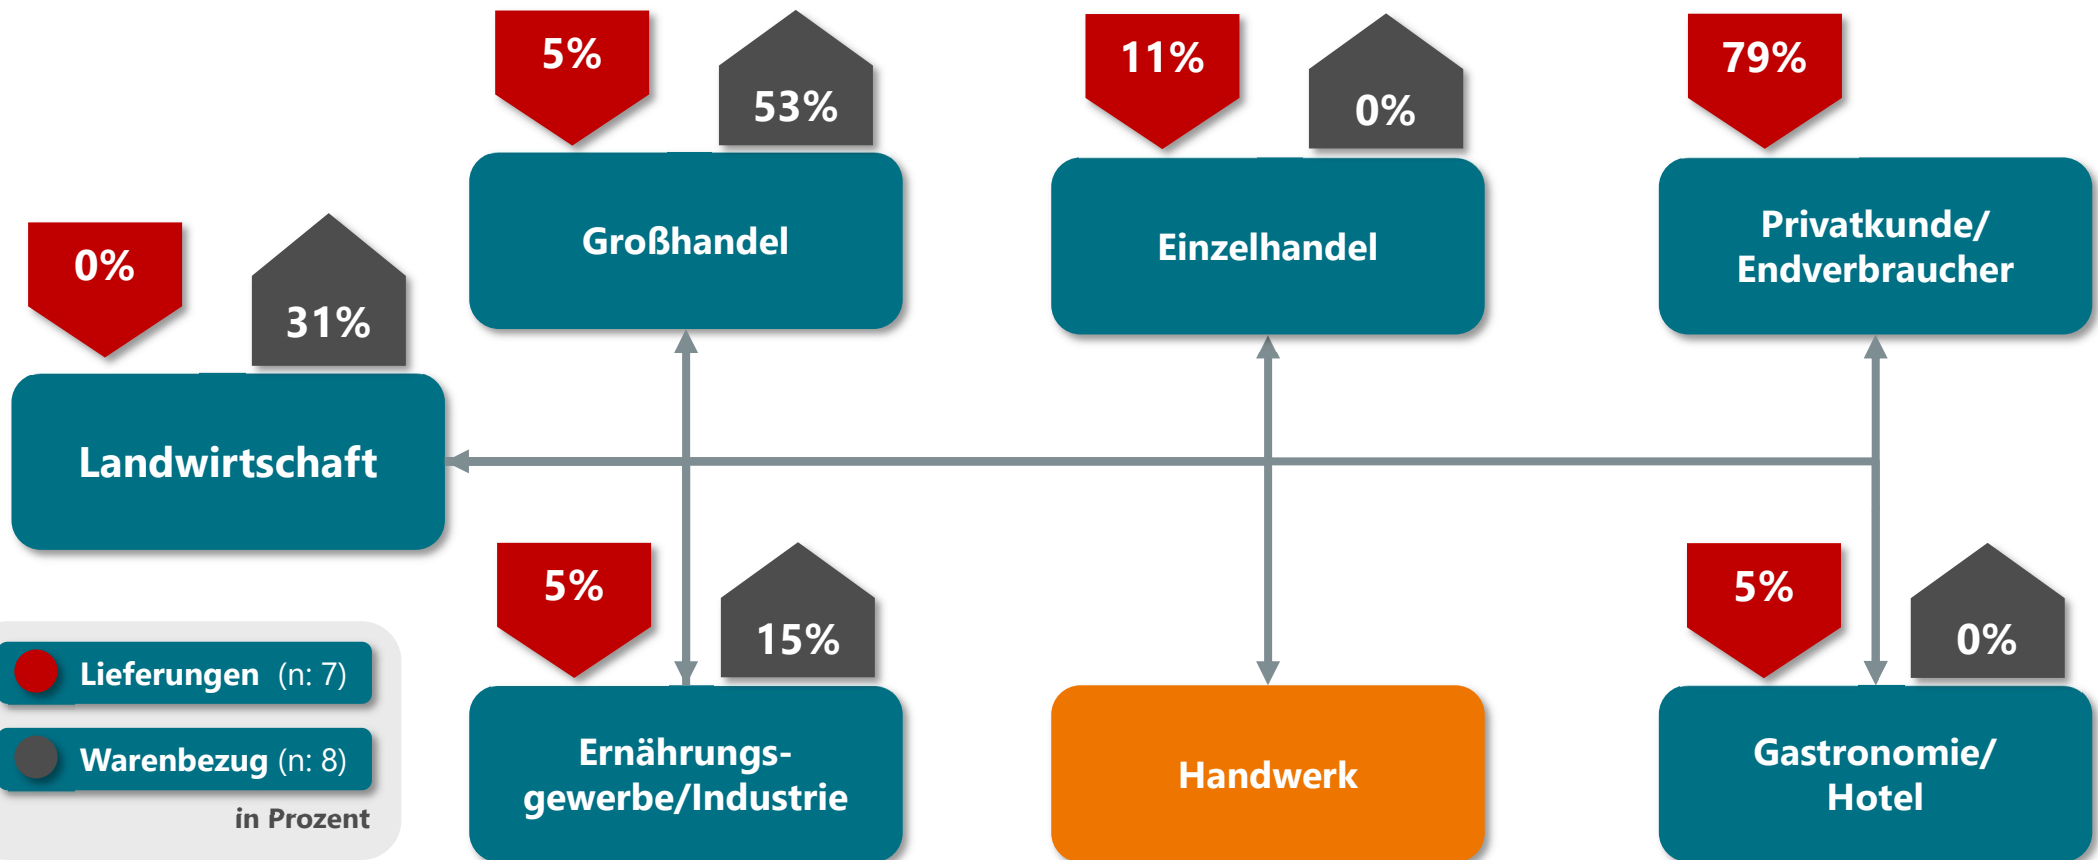 5%
53%
Großhandel
11%
0%
Einzelhandel
79%
Privatkunde/
Endverbraucher
0%
31%
Landwirtschaft
5%
15%
Ernährungs-
gewerbe/Industrie
Handwerk
5%
0%
Gastronomie/
Hotel
Lieferungen (n: 7)
Warenbezug (n: 8)
in Prozent